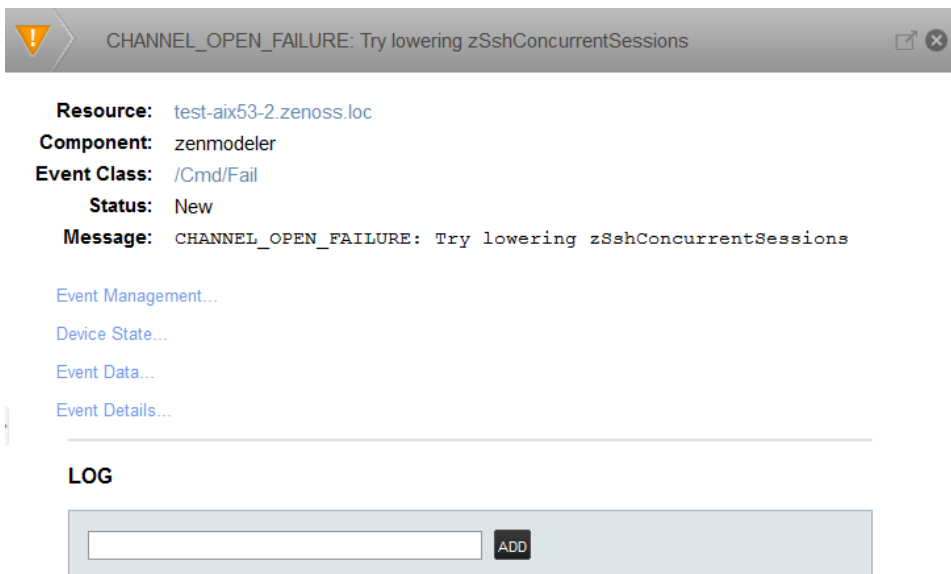 CHANNEL_OPEN_FAILURE: Try lowering zSshConcurrentSessions
Resource: test-aix53-2.zenoss.loc
Component: zenmodeler
Event Class: /Cmd/Fail
Status: New
Message: CHANNEL_OPEN_FAILURE: Try lowering zSshConcurrentSessions
Event Management...
Device State...
Event Data...
Event Details...
LOG
ADD